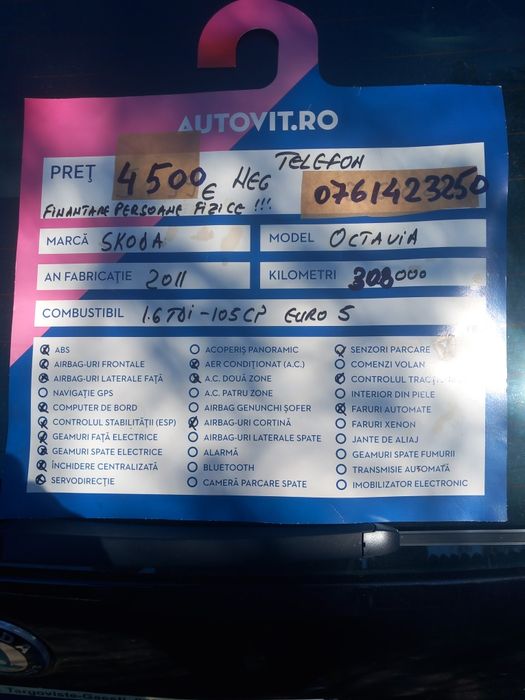 AUTOVIT.RO
PREȚ 4500 € NEG TELEFON 0761423250
FINANTARE PERSOANE FIZICE !!!
MARCĂ SKODA MODEL OCTAVIA
AN FABRICAȚIE 2011 KILOMETRI 308000
COMBUSTIBIL 1.6 TDI - 105 CP EURO 5
ABS
AIRBAG-URI FRONTALE
AIRBAG-URI LATERALE FAȚĂ
NAVIGAȚIE GPS
COMPUTER DE BORD
CONTROLUL STABILITĂȚII (ESP)
GEAMURI FAȚĂ ELECTRICE
GEAMURI SPATE ELECTRICE
ÎNCHIDERE CENTRALIZATĂ
SERVODIRECȚIE
ACOPERIȘ PANORAMIC
AER CONDIȚIONAT (A.C.)
A.C. DOUĂ ZONE
A.C. PATRU ZONE
AIRBAG GENUNCHI ȘOFER
AIRBAG-URI CORTINĂ
AIRBAG-URI LATERALE SPATE
ALARMĂ
BLUETOOTH
CAMERĂ PARCARE SPATE
SENZORI PARCARE
COMENZI VOLAN
CONTROLUL
INTERIOR DIN PIELE
FARURI AUTOMATE
FARURI XENON
JANTE DE ALIAJ
GEAMURI SPATE FUMURII
TRANSMISIE AUTOMATĂ
IMOBILIZATOR ELECTRONIC
Targoviste-Gaesti